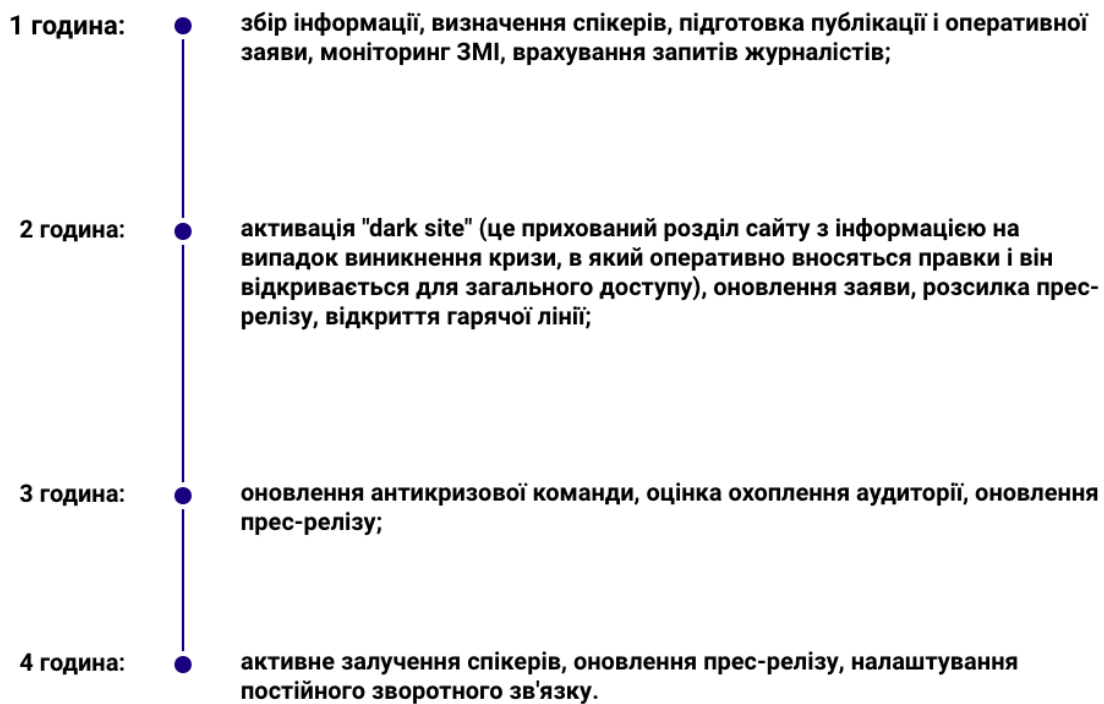 1 година:
збір інформації, визначення спікерів, підготовка публікації і оперативної
заяви, моніторинг ЗМІ, врахування запитів журналістів;
2 година:
активація "dark site" (це прихований розділ сайту з інформацією на
випадок виникнення кризи, в який оперативно вносяться правки і він
відкривається для загального доступу), оновлення заяви, розсилка прес-
релізу, відкриття гарячої лінії;
3 година:
оновлення антикризової команди, оцінка охоплення аудиторії, оновлення
прес-релізу;
4 година:
активне залучення спікерів, оновлення прес-релізу, налаштування
постійного зворотного зв'язку.